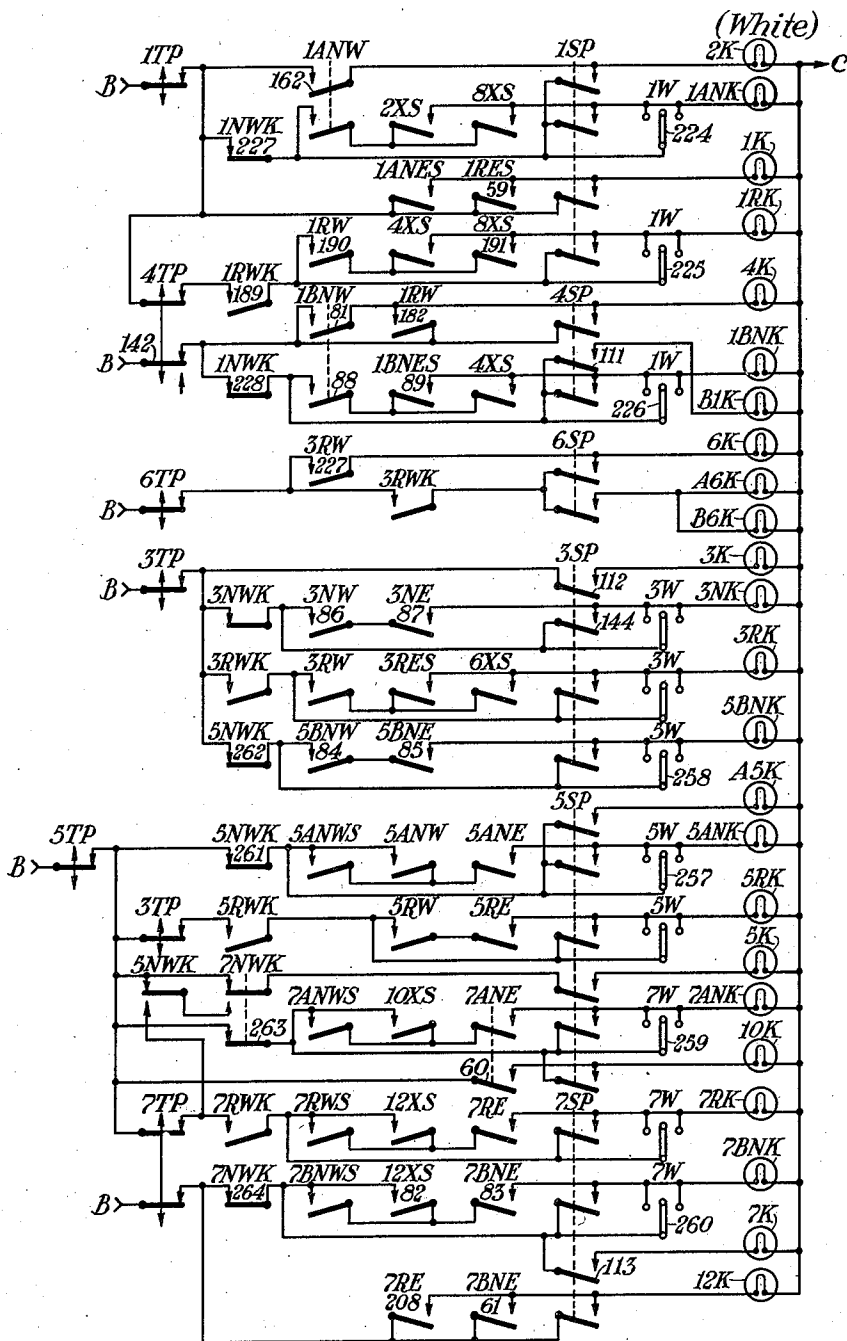 (White)
1TP 1ANW 1SP 2K C
B 162 2XS 8XS 1W 1ANK
1NWK
227 224
1ANES 1RES 1K
59
1RW 4XS 8XS 1W 1RK
190 191
4TP 1RWK 225
189 1BNW 1RW 4SP 4K
81 182
B 142 1NWK 1BNES 4XS 111 1W 1BNK
228 88 89 226 B1K
3RW 6SP 6K
227
6TP 3RWK A6K
B B6K
3TP 3SP 3K
B 3NWK 3NW 3NE 112 3W 3NK
86 87 144
3RWK 3RW 3RES 6XS 3W 3RK
5NWK 5BNW 5BNE 5W 5BNK
262 84 85 258
5SP A5K
5TP 5NWK 5ANWS 5ANW 5ANE 5W 5ANK
B 261 257
3TP 5RWK 5RW 5RE 5W 5RK
5NWK 7NWK 5K
263 7ANWS 10XS 7ANE 7W 7ANK
259
60 10K
7TP 7RWK 7RWS 12XS 7RE 7SP 7W 7RK
7NWK 7BNWS 12XS 7BNE 7W 7BNK
B 264 82 83 260
7K
113
7RE 7BNE 12K
208 61